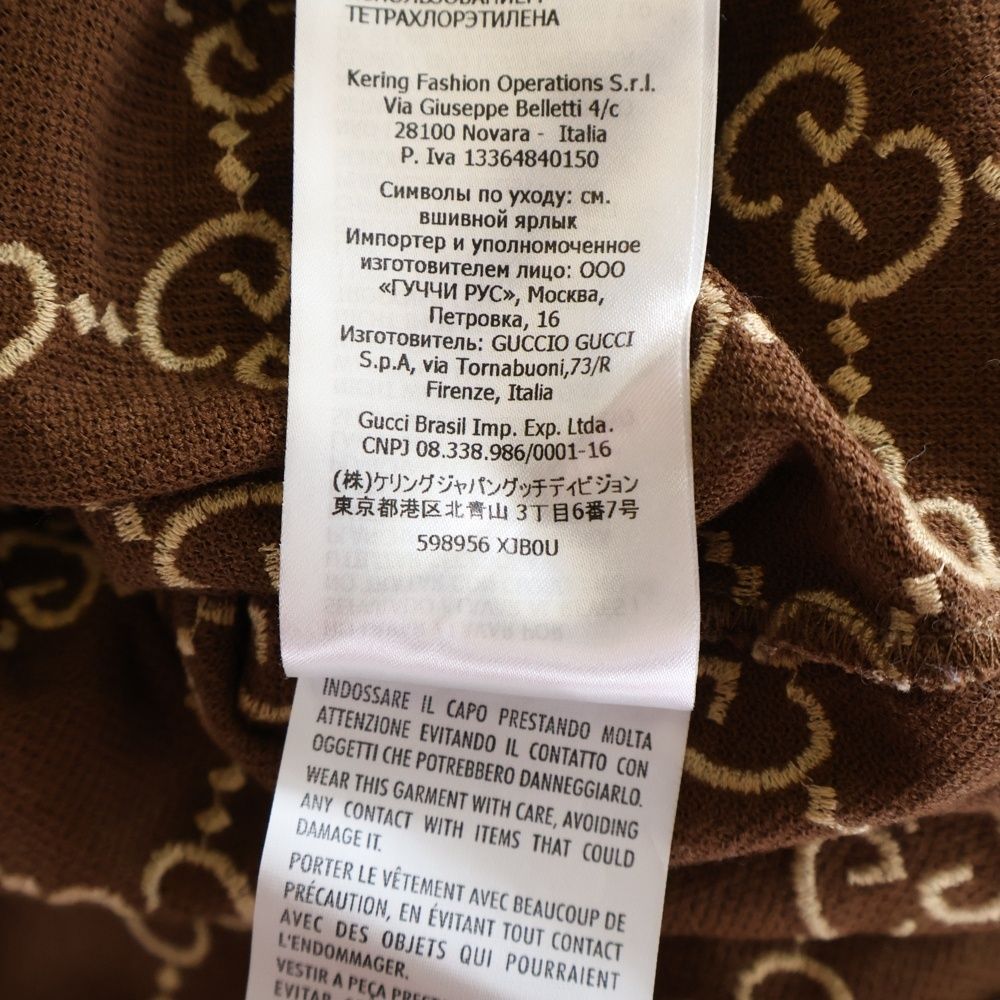 ТЕТРАХЛОРЭТИЛЕНА
Kering Fashion Operations S.r.l.
Via Giuseppe Belletti 4/c
28100 Novara - Italia
P. Iva 13364840150
Символы по уходу: см.
вшивной ярлык
Импортер и уполномоченное
изготовителем лицо: ООО
«ГУЧЧИ РУС», Москва,
Петровка, 16
Изготовитель: GUCCIO GUCCI
S.p.A, via Tornabuoni,73/R
Firenze, Italia
Gucci Brasil Imp. Exp. Ltda.
CNPJ 08.338.986/0001-16
(株)ケリングジャパングッチディビジョン
東京都港区北青山 3丁目6番7号
598956 XJB0U
INDOSSARE IL CAPO PRESTANDO MOLTA
ATTENZIONE EVITANDO IL CONTATTO CON
OGGETTI CHE POTREBBERO DANNEGGIARLO.
WEAR THIS GARMENT WITH CARE, AVOIDING
ANY CONTACT WITH ITEMS THAT COULD
DAMAGE IT.
PORTER LE VÊTEMENT AVEC BEAUCOUP DE
PRÉCAUTION, EN ÉVITANT TOUT CONTACT
AVEC DES OBJETS QUI POURRAIENT
L'ENDOMMAGER.
VESTIR A PEÇA
EVITAR